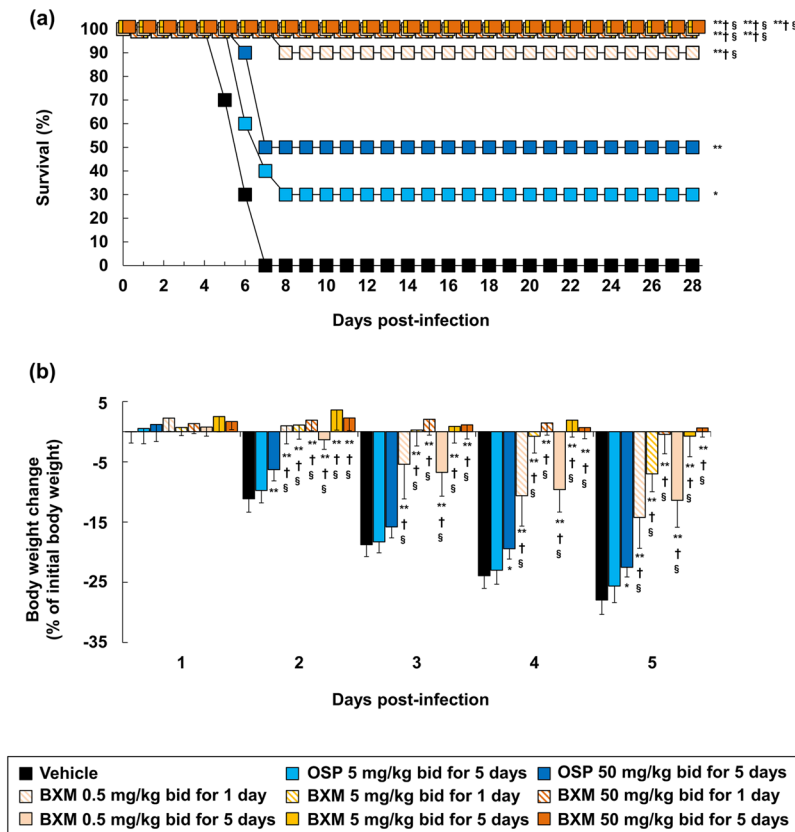 (a)
Survival (%)
100
90
80
70
60
50
40
30
20
10
0
**†§ **†§ **†§
**†§ **†§
**†§
**
*
0 2 4 6 8 10 12 14 16 18 20 22 24 26 28
Days post-infection
(b)
Body weight change
(% of initial body weight)
5
-5
-15
-25
-35
** ** ** ** ** ** **
† † † † † †
§ § § § § §
** ** ** ** ** **
† † † † † †
§ § § § § §
* ** ** ** ** ** **
† † † † † †
§ § § § § §
* ** ** ** ** ** **
† † † † † †
§ § § § § §
1 2 3 4 5
Days post-infection
Vehicle OSP 5 mg/kg bid for 5 days OSP 50 mg/kg bid for 5 days
BXM 0.5 mg/kg bid for 1 day BXM 5 mg/kg bid for 1 day BXM 50 mg/kg bid for 1 day
BXM 0.5 mg/kg bid for 5 days BXM 5 mg/kg bid for 5 days BXM 50 mg/kg bid for 5 days